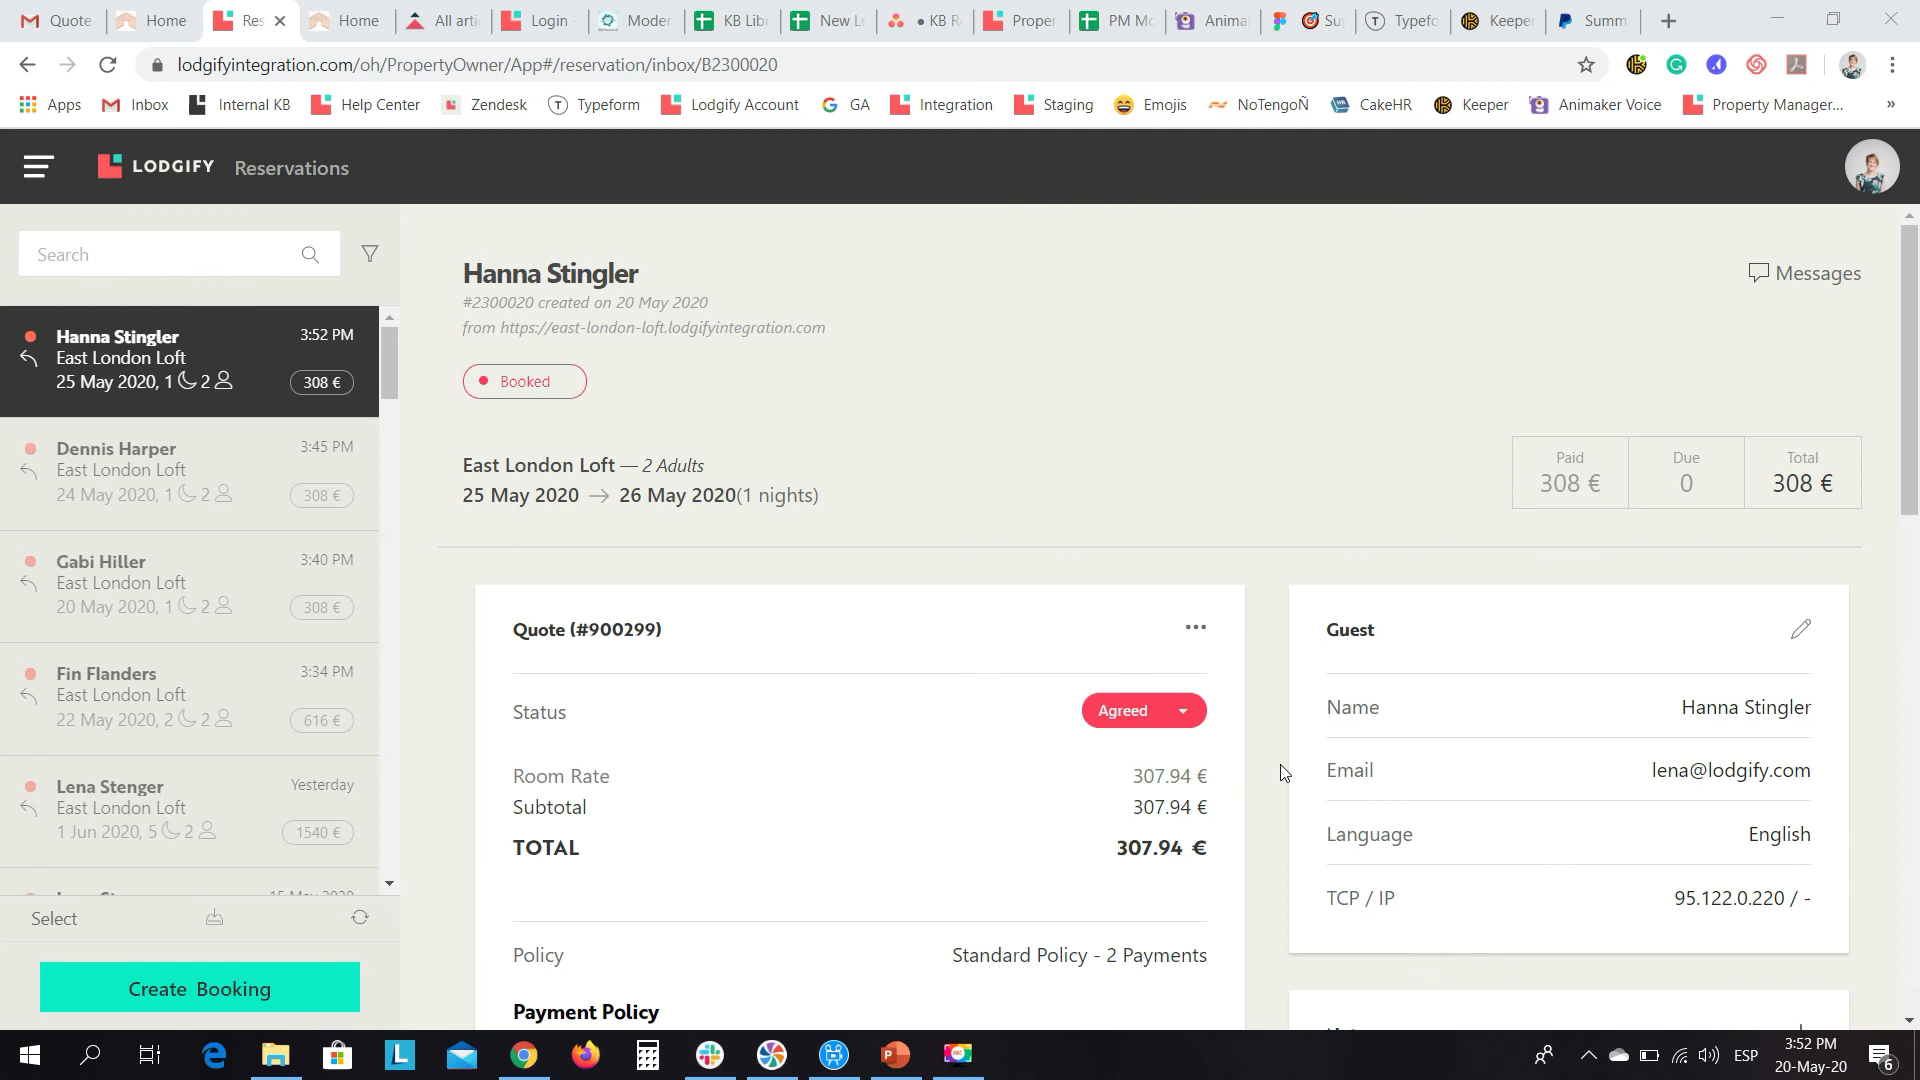 Quote
Home
Res
Home
All arti
Login
Moder
KB Libr
New Le
KB R
Proper
PM Mo
Anima
Su
Typefo
Keeper
Summ
lodgifyintegration.com/oh/PropertyOwner/App#/reservation/inbox/B2300020
Apps
Inbox
Internal KB
Help Center
Zendesk
Typeform
Lodgify Account
GA
Integration
Staging
Emojis
NoTengoÑ
CakeHR
Keeper
Animaker Voice
Property Manager...
»
LODGIFY
Reservations
Search
Hanna Stingler 3:52 PM
East London Loft
25 May 2020, 1 2 308 €
Dennis Harper 3:45 PM
East London Loft
24 May 2020, 1 2 308 €
Gabi Hiller 3:40 PM
East London Loft
20 May 2020, 1 2 308 €
Fin Flanders 3:34 PM
East London Loft
22 May 2020, 2 2 616 €
Lena Stenger Yesterday
East London Loft
1 Jun 2020, 5 2 1540 €
Select
Create Booking
Hanna Stingler
Messages
#2300020 created on 20 May 2020
from https://east-london-loft.lodgifyintegration.com
Booked
East London Loft — 2 Adults
25 May 2020 → 26 May 2020(1 nights)
Paid Due Total
308 € 0 308 €
Quote (#900299)
Status Agreed
Room Rate 307.94 €
Subtotal 307.94 €
TOTAL 307.94 €
Policy Standard Policy - 2 Payments
Payment Policy
Guest
Name Hanna Stingler
Email lena@lodgify.com
Language English
TCP / IP 95.122.0.220 / -
ESP
3:52 PM
20-May-20
6